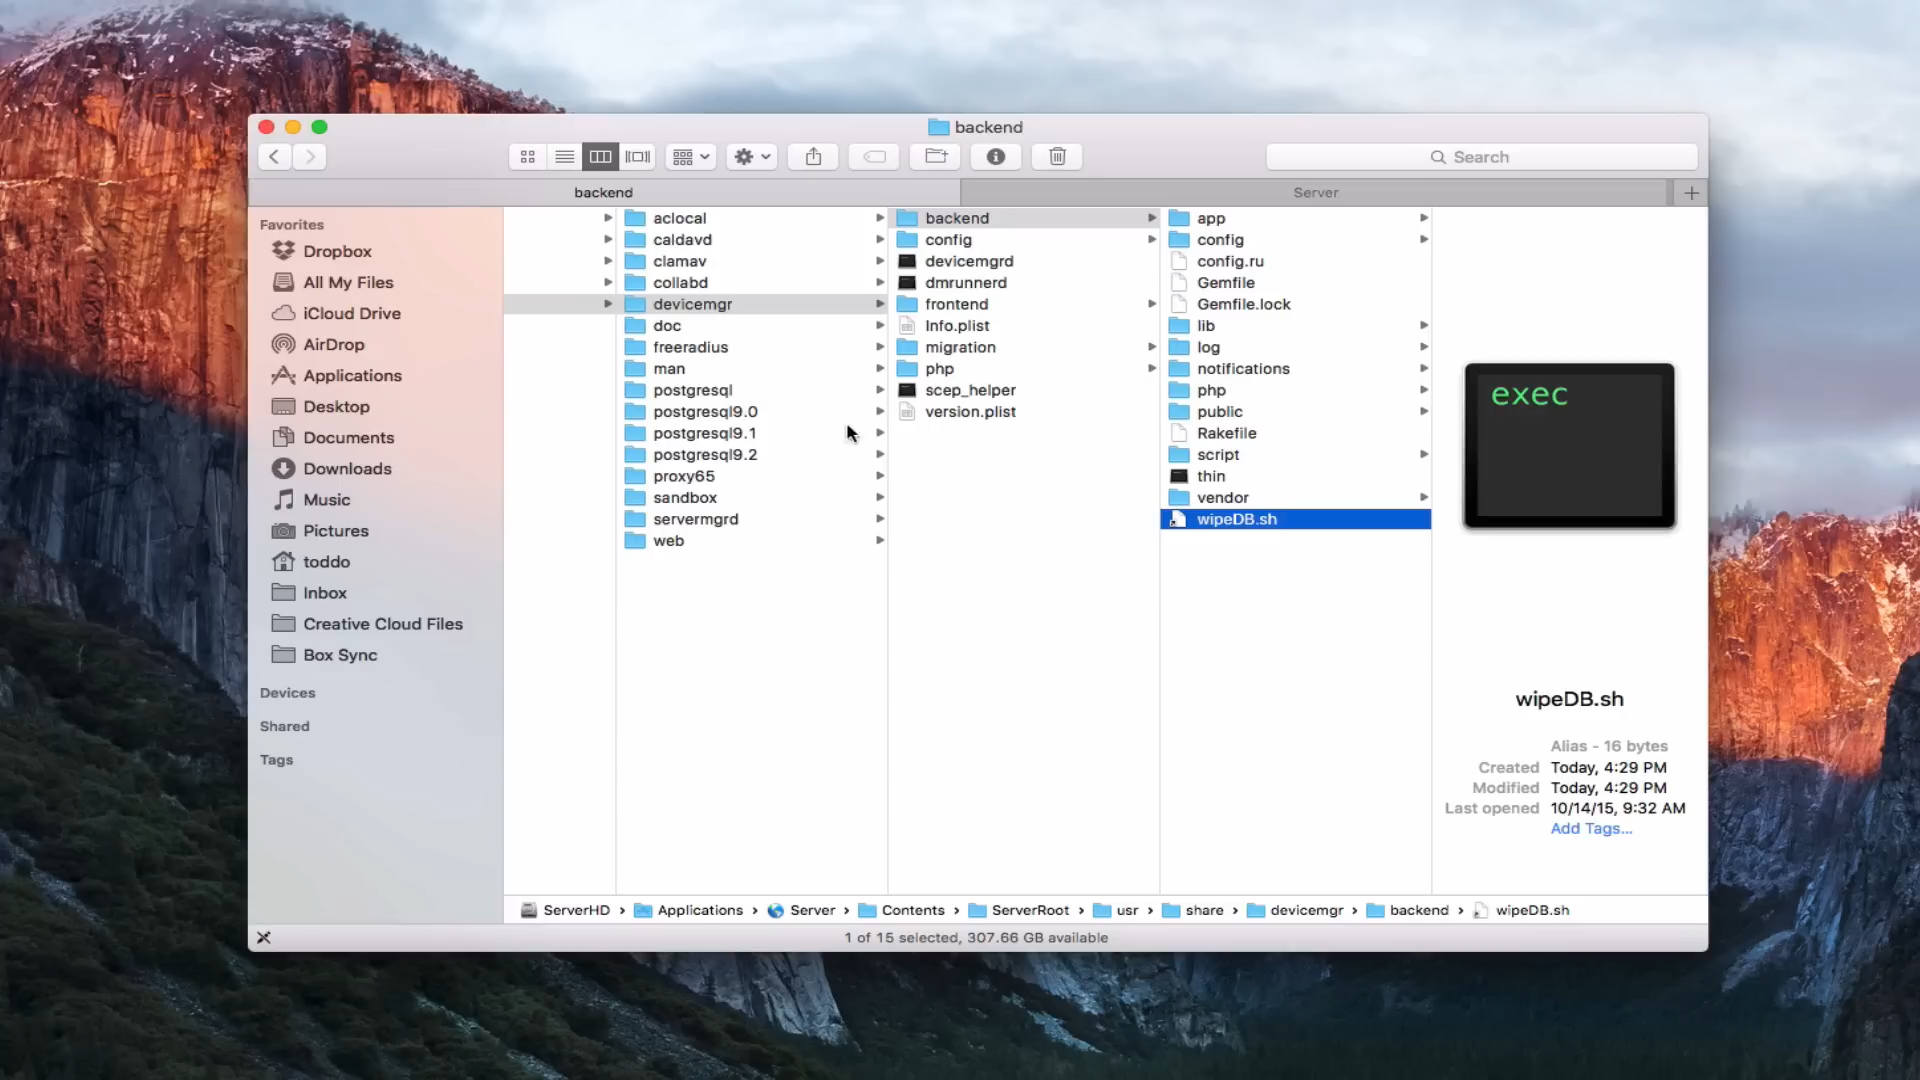 backend
Search
backend
Server
Favorites
Dropbox
All My Files
iCloud Drive
AirDrop
Applications
Desktop
Documents
Downloads
Music
Pictures
toddo
Inbox
Creative Cloud Files
Box Sync
Devices
Shared
Tags
aclocal
caldavd
clamav
collabd
devicemgr
doc
freeradius
man
postgresql
postgresql9.0
postgresql9.1
postgresql9.2
proxy65
sandbox
servermgrd
web
backend
config
devicemgrd
dmrunnerd
frontend
Info.plist
migration
php
scep_helper
version.plist
app
config
config.ru
Gemfile
Gemfile.lock
lib
log
notifications
php
public
Rakefile
script
thin
vendor
wipeDB.sh
exec
wipeDB.sh
Alias - 16 bytes
Created Today, 4:29 PM
Modified Today, 4:29 PM
Last opened 10/14/15, 9:32 AM
Add Tags...
ServerHD › Applications › Server › Contents › ServerRoot › usr › share › devicemgr › backend › wipeDB.sh
1 of 15 selected, 307.66 GB available